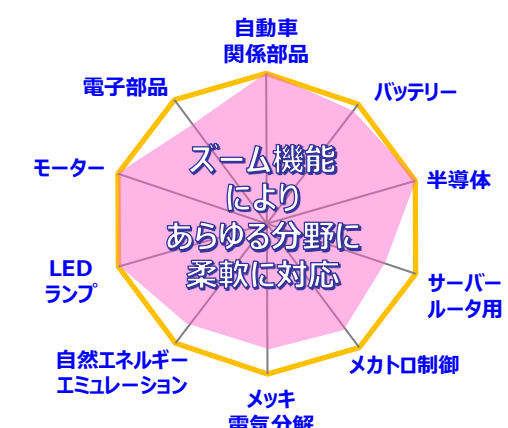 自動車
関係部品
バッテリー
半導体
サーバー
ルータ用
メカトロ制御
メッキ
電気分解
自然エネルギー
エミュレーション
LED
ランプ
モーター
電子部品
ズーム機能
により
あらゆる分野に
柔軟に対応